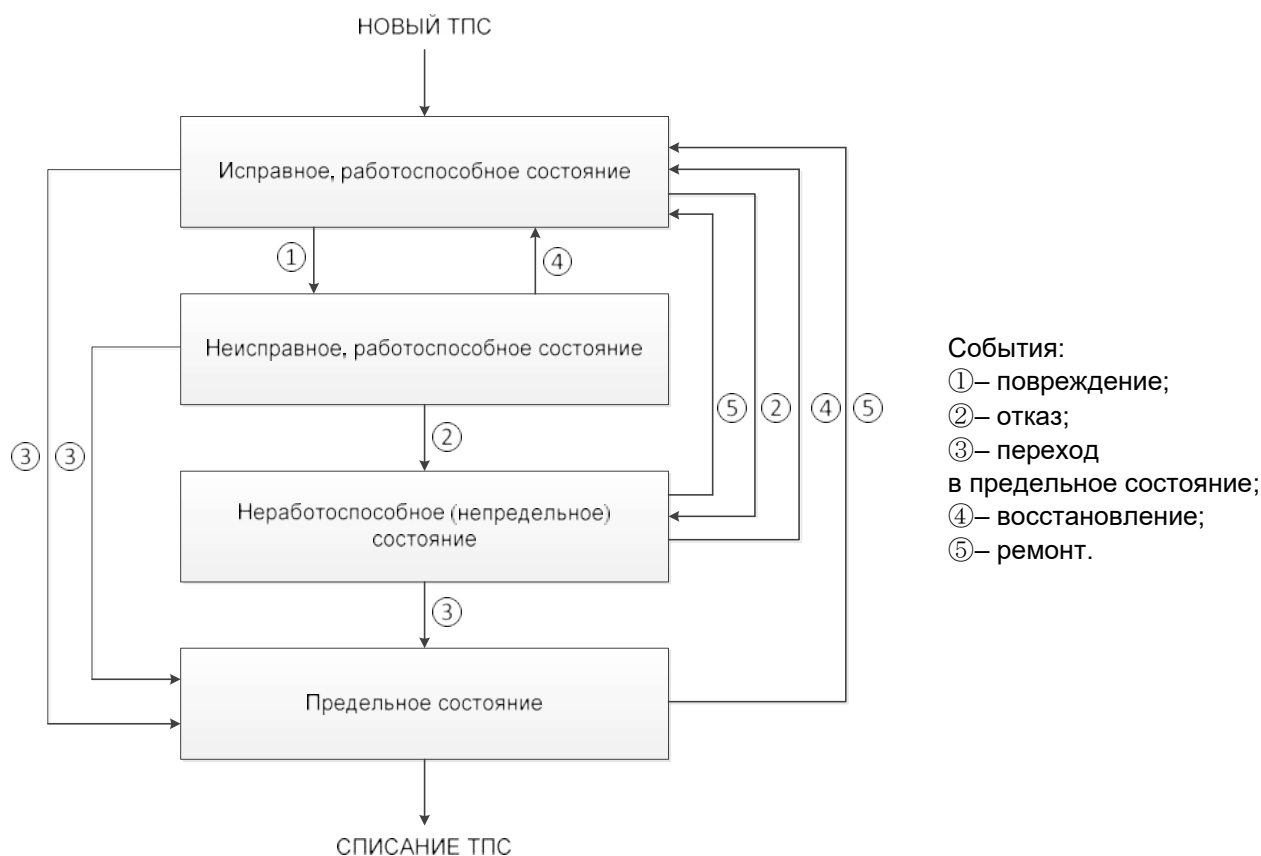 НОВЫЙ ТПС
Исправное, работоспособное состояние
①
④
Неисправное, работоспособное состояние
⑤ ② ④ ⑤
③ ③
②
Неработоспособное (непредельное)
состояние
③
Предельное состояние
СПИСАНИЕ ТПС
События:
①– повреждение;
②– отказ;
③– переход
в предельное состояние;
④– восстановление;
⑤– ремонт.